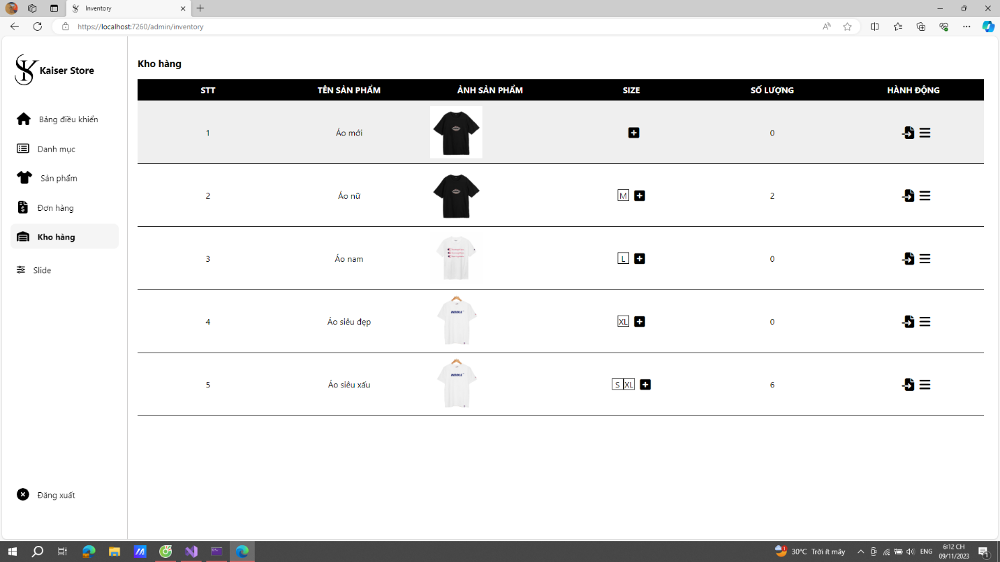 Inventory
https://localhost:7260/admin/inventory
Kaiser Store
Bảng điều khiển
Danh mục
Sản phẩm
Đơn hàng
Kho hàng
Slide
Đăng xuất
Kho hàng
STT TÊN SẢN PHẨM ẢNH SẢN PHẨM SIZE SỐ LƯỢNG HÀNH ĐỘNG
1 Áo mới 0
2 Áo nữ M 2
3 Áo nam L 0
4 Áo siêu đẹp XL 0
5 Áo siêu xấu S XL 6
30°C Trời ít mây
ENG
6:12 CH
09/11/2023